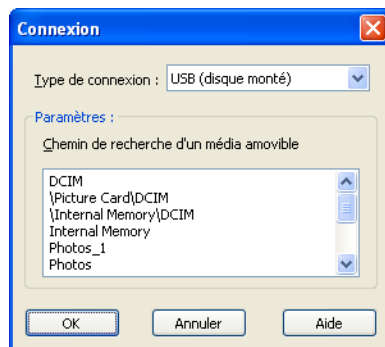 Connexion
Type de connexion : USB (disque monté)
Paramètres :
Chemin de recherche d'un média amovible
DCIM
\Picture Card\DCIM
\Internal Memory\DCIM
Internal Memory
Photos_1
Photos
OK Annuler Aide